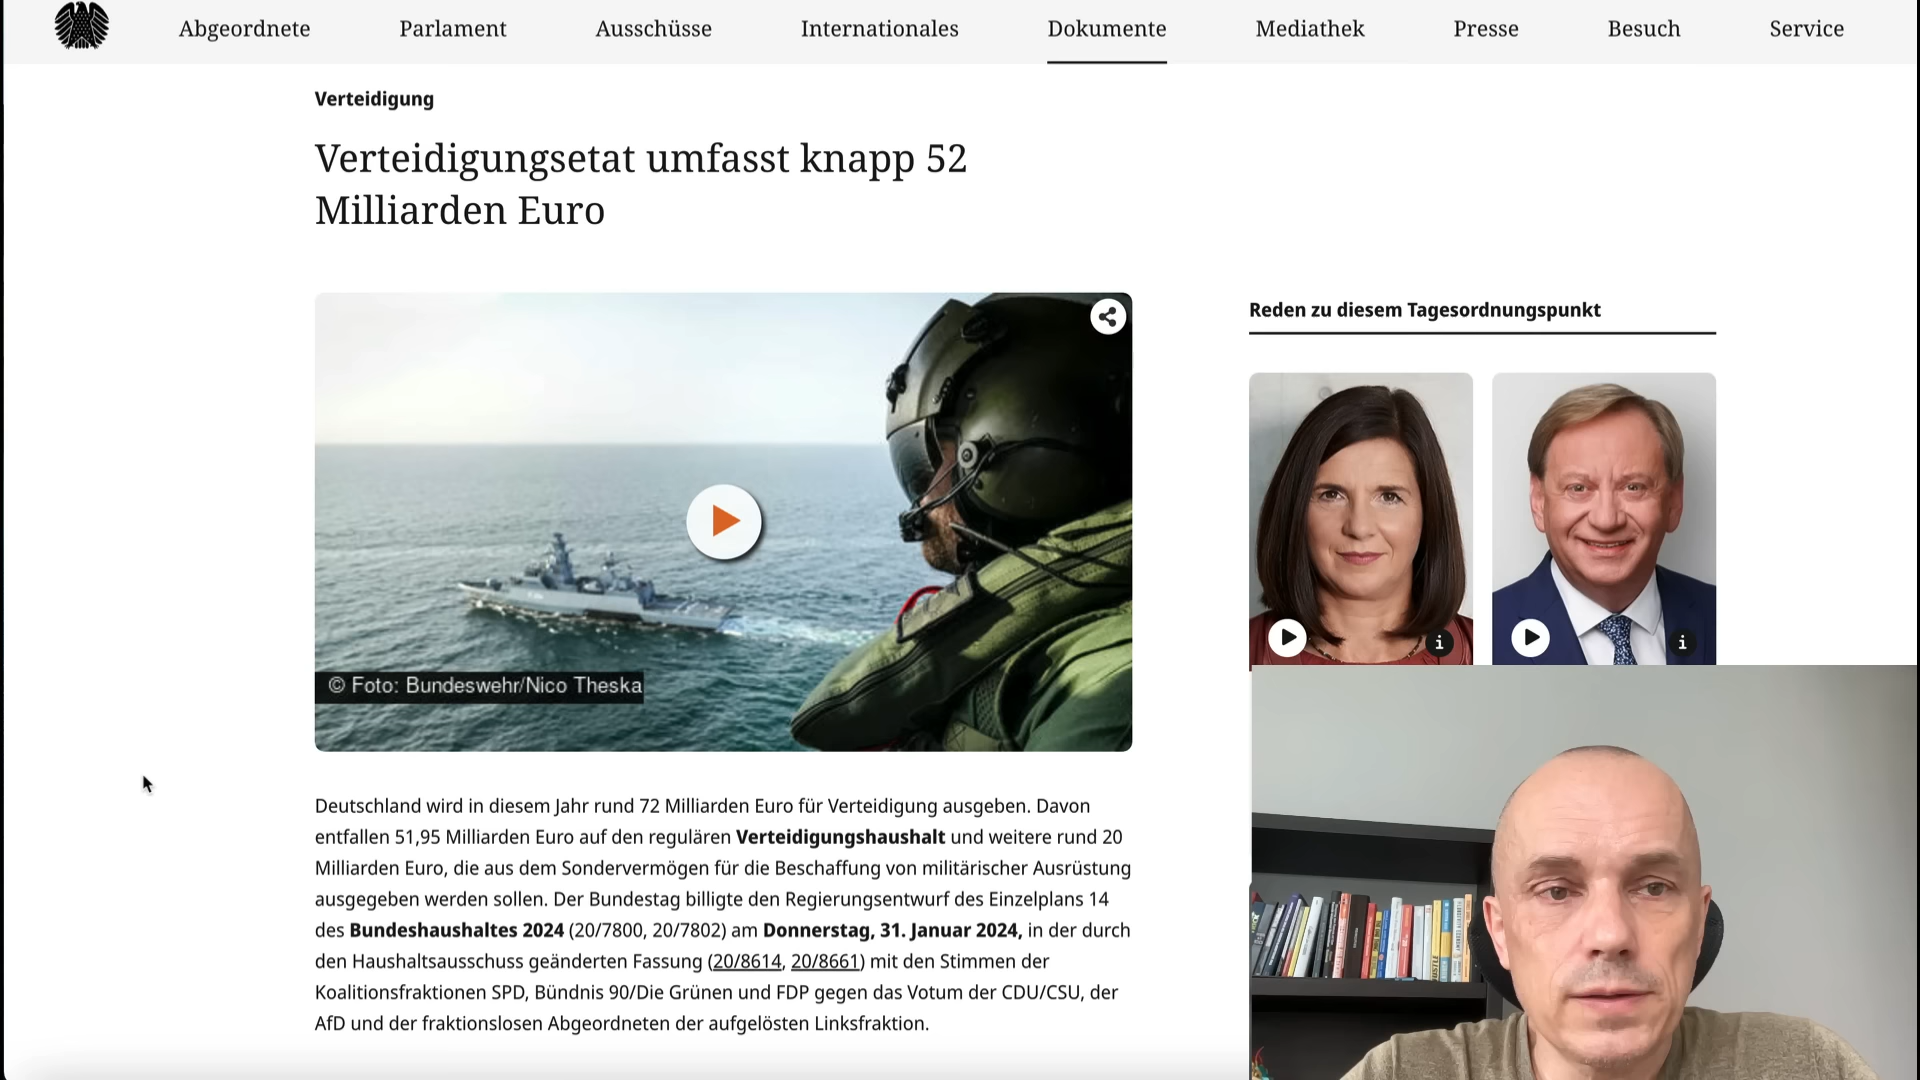 Abgeordnete Parlament Ausschüsse Internationales Dokumente Mediathek Presse Besuch Service
Verteidigung
Verteidigungsetat umfasst knapp 52
Milliarden Euro
© Foto: Bundeswehr/Nico Theska
Reden zu diesem Tagesordnungspunkt
Deutschland wird in diesem Jahr rund 72 Milliarden Euro für Verteidigung ausgeben. Davon
entfallen 51,95 Milliarden Euro auf den regulären Verteidigungshaushalt und weitere rund 20
Milliarden Euro, die aus dem Sondervermögen für die Beschaffung von militärischer Ausrüstung
ausgegeben werden sollen. Der Bundestag billigte den Regierungsentwurf des Einzelplans 14
des Bundeshaushaltes 2024 (20/7800, 20/7802) am Donnerstag, 31. Januar 2024, in der durch
den Haushaltsausschuss geänderten Fassung (20/8614, 20/8661) mit den Stimmen der
Koalitionsfraktionen SPD, Bündnis 90/Die Grünen und FDP gegen das Votum der CDU/CSU, der
AfD und der fraktionslosen Abgeordneten der aufgelösten Linksfraktion.